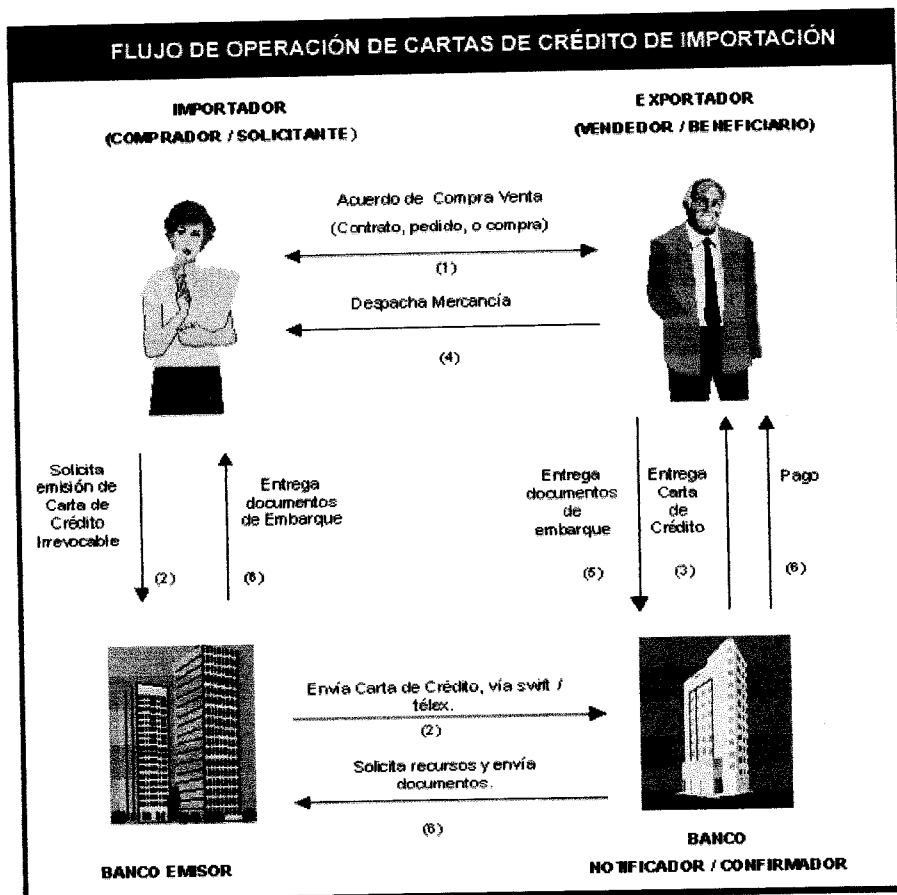 FLUJO DE OPERACIÓN DE CARTAS DE CRÉDITO DE IMPORTACIÓN
IMPORTADOR
(COMPRADOR / SOLICITANTE)
EXPORTADOR
(VENDEDOR / BENEFICIARIO)
Acuerdo de Compra Venta
(Contrato, pedido, o compra)
(1)
Despacha Mercancía
(4)
Solicita
emisión de
Carta de
Crédito
Irrevocable
(2)
Entrega
documentos
de Embarque
(6)
Entrega
documentos
de
embarque
(5)
Entrega
Carta
de
Crédito
(3)
Pago
(6)
Envía Carta de Crédito, vía swift /
télex.
(2)
Solicita recursos y envía
documentos.
(6)
BANCO EMISOR
BANCO
NOTIFICADOR / CONFIRMADOR